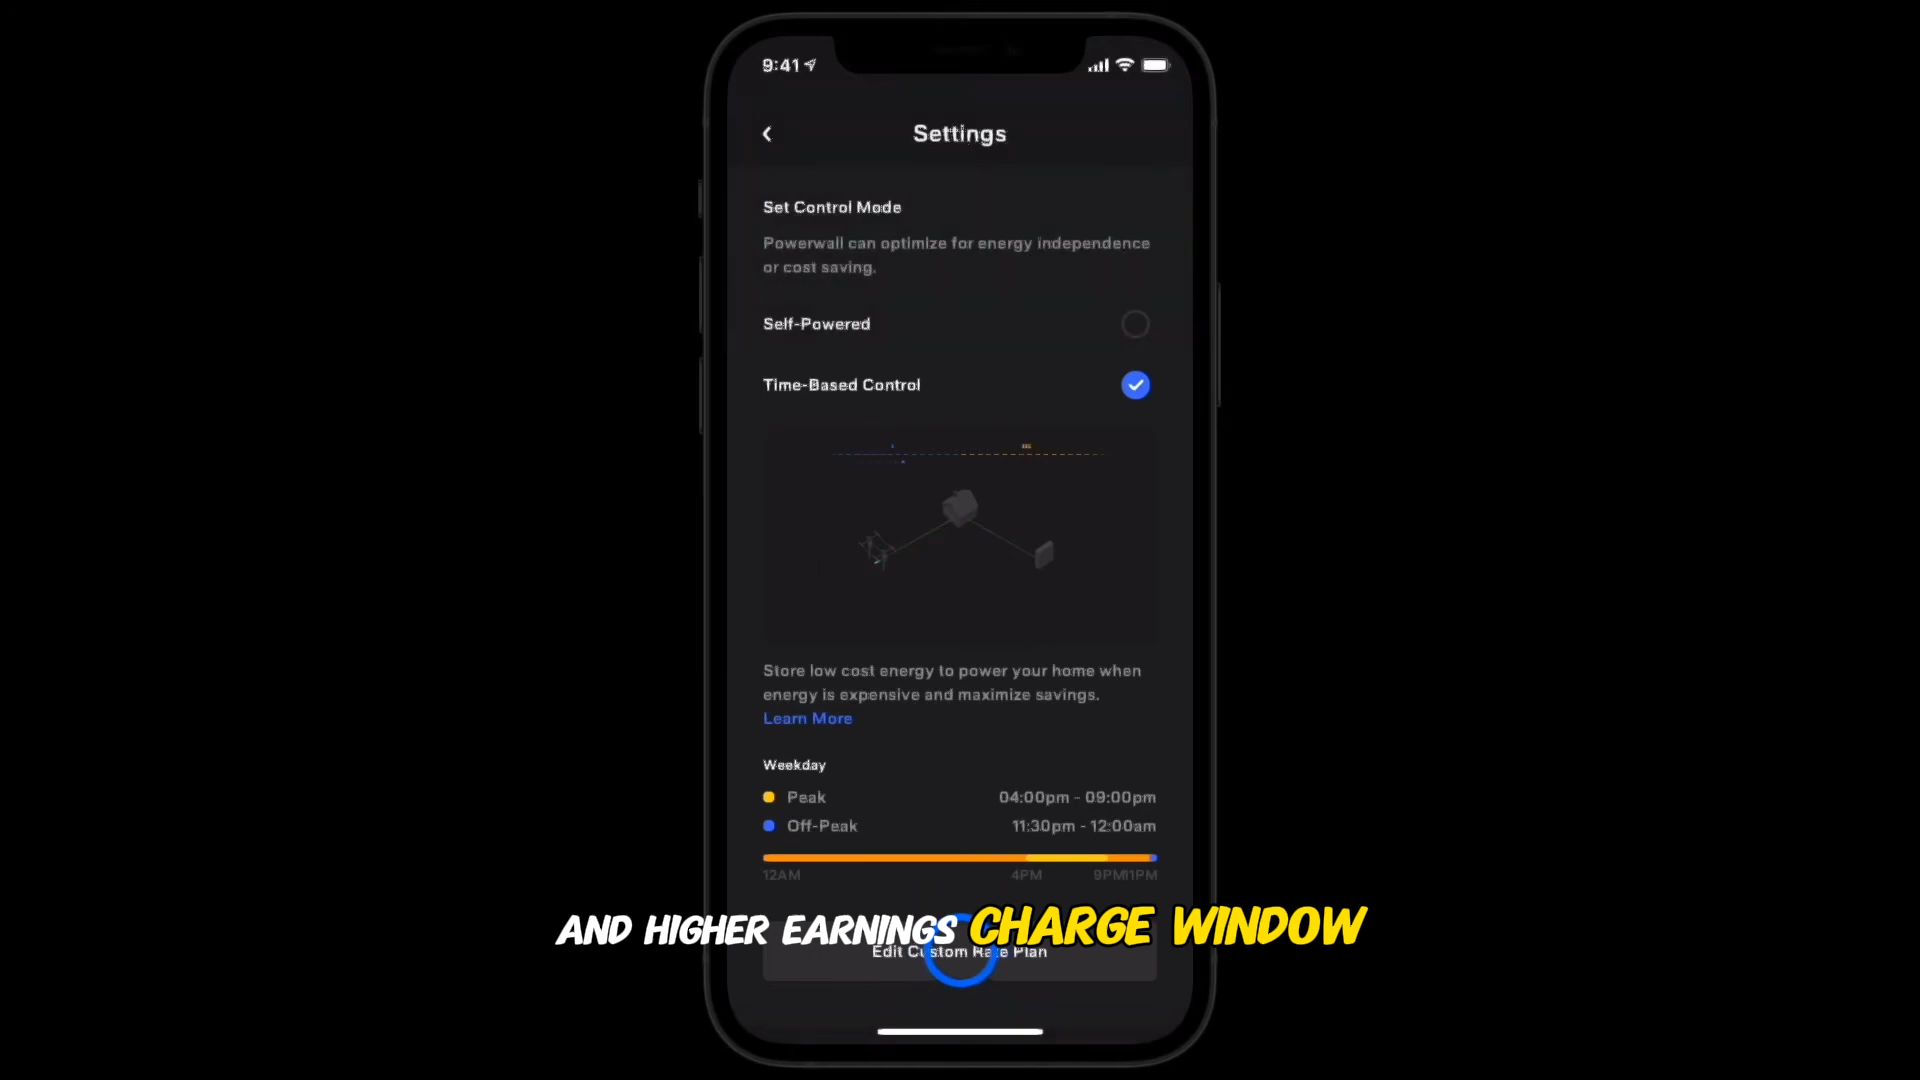 9:41
Settings
Set Control Mode
Powerwall can optimize for energy independence
or cost saving.
Self-Powered
Time-Based Control
Store low cost energy to power your home when
energy is expensive and maximize savings.
Learn More
Weekday
Peak 04:00pm - 09:00pm
Off-Peak 11:30pm - 12:00am
12AM 4PM 9PM 11PM
AND HIGHER EARNINGS CHARGE WINDOW
Edit Custom Rate Plan